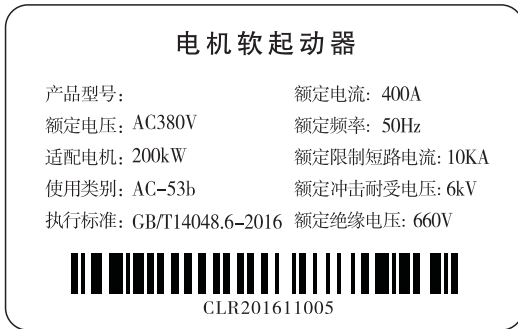 电机软起动器
产品型号: 额定电流: 400A
额定电压: AC380V 额定频率: 50Hz
适配电机: 200kW 额定限制短路电流: 10KA
使用类别: AC-53b 额定冲击耐受电压: 6kV
执行标准: GB/T14048.6-2016 额定绝缘电压: 660V
CLR201611005